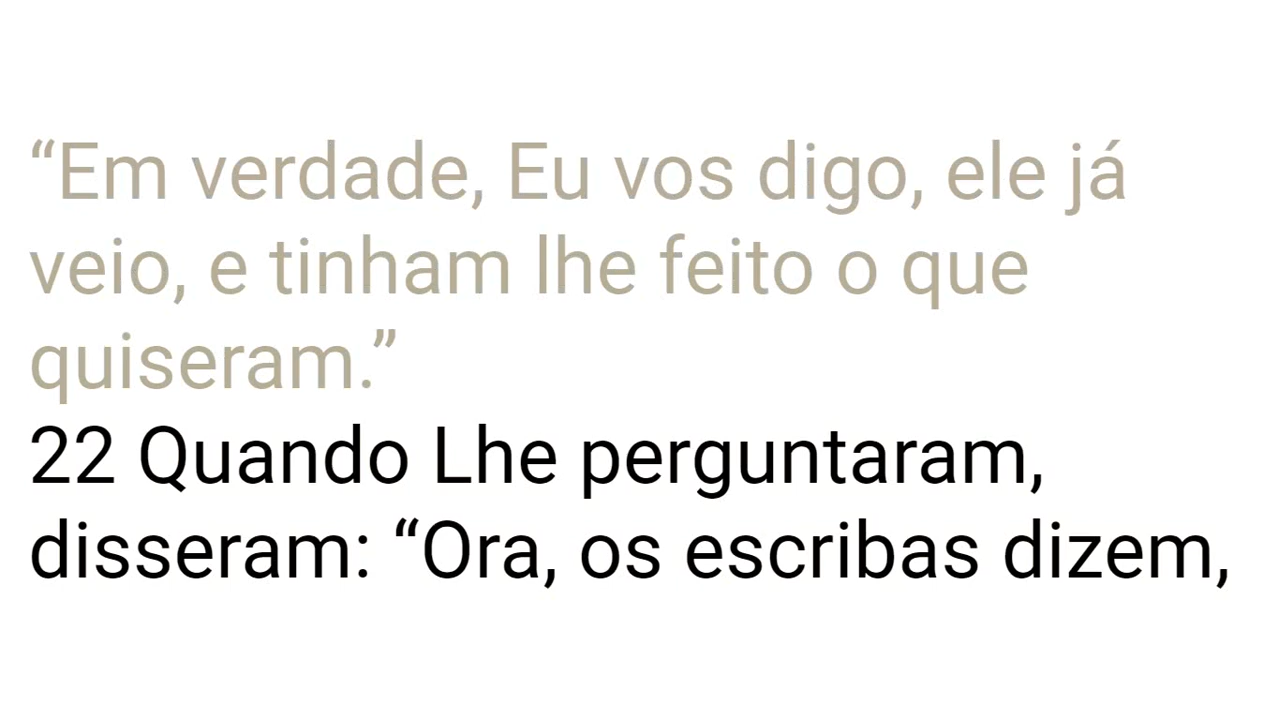 “Em verdade, Eu vos digo, ele já
veio, e tinham lhe feito o que
quiseram.”
22 Quando Lhe perguntaram,
disseram: “Ora, os escribas dizem,